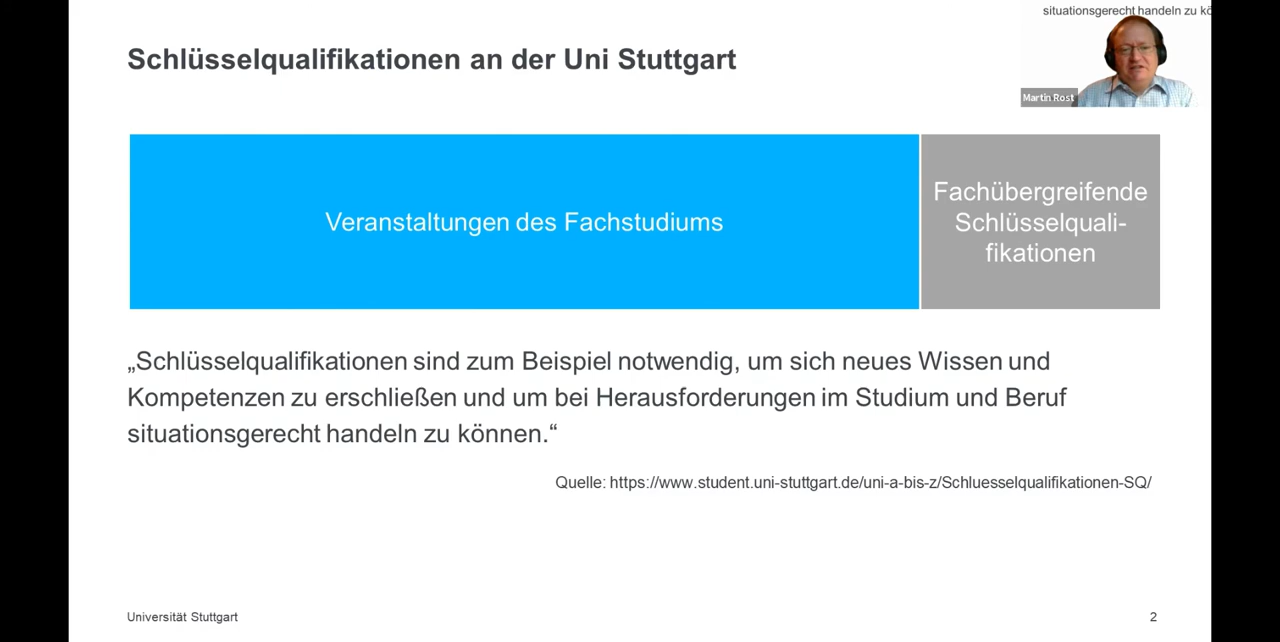 situationsgerecht handeln zu kö
Schlüsselqualifikationen an der Uni Stuttgart
Martin Rost
Veranstaltungen des Fachstudiums
Fachübergreifende
Schlüsselquali-
fikationen
„Schlüsselqualifikationen sind zum Beispiel notwendig, um sich neues Wissen und
Kompetenzen zu erschließen und um bei Herausforderungen im Studium und Beruf
situationsgerecht handeln zu können.“
Quelle: https://www.student.uni-stuttgart.de/uni-a-bis-z/Schluesselqualifikationen-SQ/
Universität Stuttgart
2